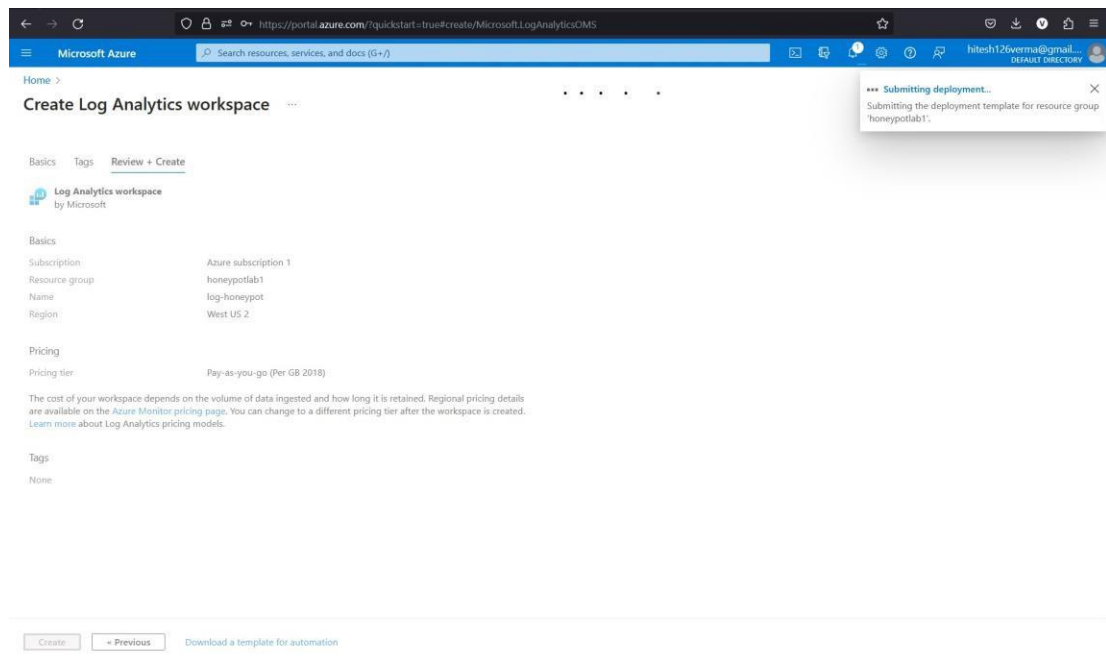 https://portal.azure.com/?quickstart=true#create/Microsoft.LogAnalyticsOMS
Microsoft Azure
Search resources, services, and docs (G+/)
1
hitesh126verma@gmail....
DEFAULT DIRECTORY
Home >
Create Log Analytics workspace ...
Submitting deployment...
Submitting the deployment template for resource group
'honeypotlab1'.
Basics Tags Review + Create
Log Analytics workspace
by Microsoft
Basics
Subscription Azure subscription 1
Resource group honeypotlab1
Name log-honeypot
Region West US 2
Pricing
Pricing tier Pay-as-you-go (Per GB 2018)
The cost of your workspace depends on the volume of data ingested and how long it is retained. Regional pricing details
are available on the Azure Monitor pricing page. You can change to a different pricing tier after the workspace is created.
Learn more about Log Analytics pricing models.
Tags
None
Create « Previous Download a template for automation